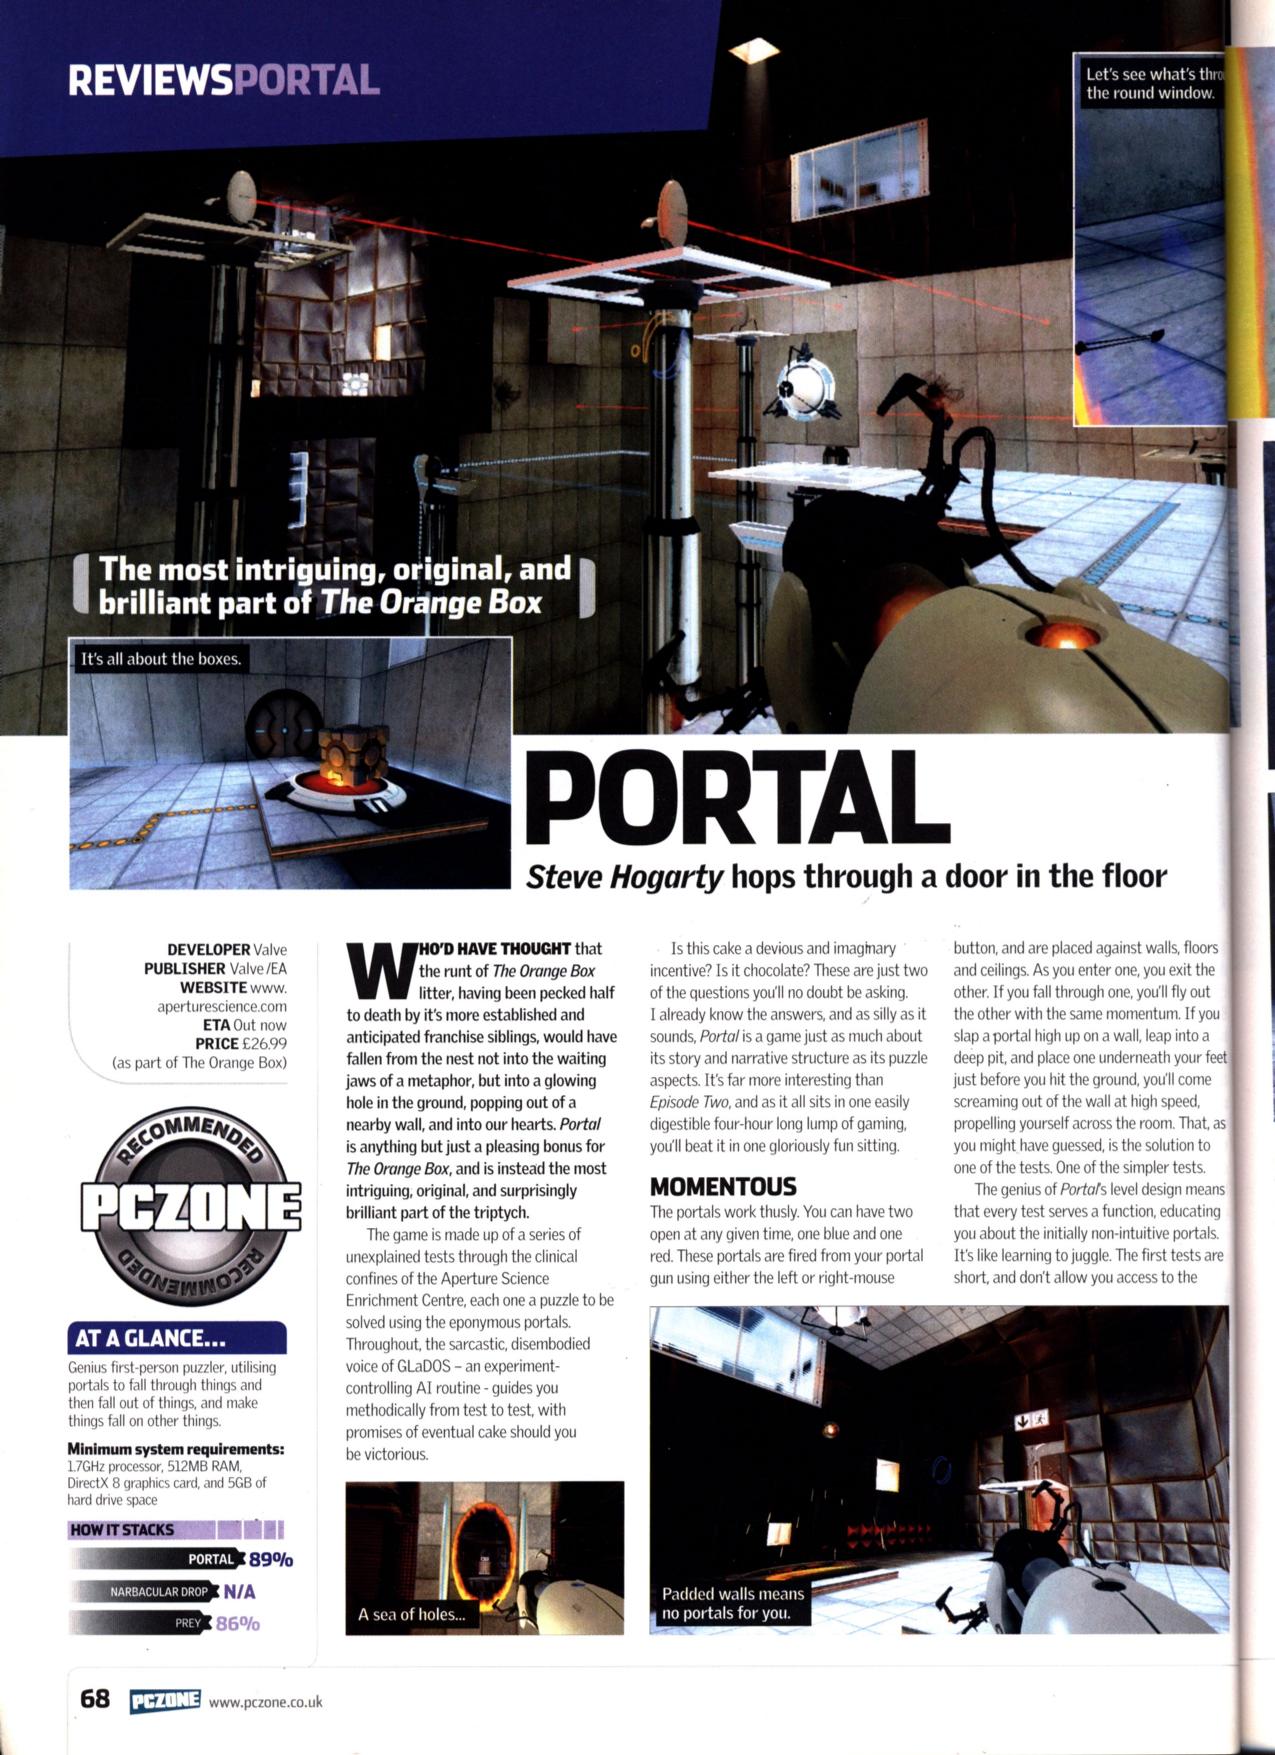 REVIEWSPORTAL
Let's see what's thro
the round window.
The most intriguing, original, and
brilliant part of The Orange Box
It's all about the boxes.
PORTAL
Steve Hogarty hops through a door in the floor
DEVELOPER Valve
PUBLISHER Valve/EA
WEBSITE www.
aperturescience.com
ETA Out now
PRICE £26.99
(as part of The Orange Box)
RECOMMENDED
PCZONE
RECOMMENDED
AT A GLANCE...
Genius first-person puzzler, utilising
portals to fall through things and
then fall out of things, and make
things fall on other things.
Minimum system requirements:
1.7GHz processor, 512MB RAM,
DirectX 8 graphics card, and 5GB of
hard drive space
HOW IT STACKS
PORTAL 89%
NARBACULAR DROP N/A
PREY 86%
WHO'D HAVE THOUGHT that
the runt of The Orange Box
litter, having been pecked half
to death by it's more established and
anticipated franchise siblings, would have
fallen from the nest not into the waiting
jaws of a metaphor, but into a glowing
hole in the ground, popping out of a
nearby wall, and into our hearts. Portal
is anything but just a pleasing bonus for
The Orange Box, and is instead the most
intriguing, original, and surprisingly
brilliant part of the triptych.
The game is made up of a series of
unexplained tests through the clinical
confines of the Aperture Science
Enrichment Centre, each one a puzzle to be
solved using the eponymous portals.
Throughout, the sarcastic, disembodied
voice of GLaDOS – an experiment-
controlling AI routine - guides you
methodically from test to test, with
promises of eventual cake should you
be victorious.
A sea of holes...
Is this cake a devious and imaginary
incentive? Is it chocolate? These are just two
of the questions you'll no doubt be asking.
I already know the answers, and as silly as it
sounds, Portal is a game just as much about
its story and narrative structure as its puzzle
aspects. It's far more interesting than
Episode Two, and as it all sits in one easily
digestible four-hour long lump of gaming,
you'll beat it in one gloriously fun sitting.
MOMENTOUS
The portals work thusly. You can have two
open at any given time, one blue and one
red. These portals are fired from your portal
gun using either the left or right-mouse
button, and are placed against walls, floors
and ceilings. As you enter one, you exit the
other. If you fall through one, you'll fly out
the other with the same momentum. If you
slap a portal high up on a wall, leap into a
deep pit, and place one underneath your feet
just before you hit the ground, you'll come
screaming out of the wall at high speed,
propelling yourself across the room. That, as
you might have guessed, is the solution to
one of the tests. One of the simpler tests.
The genius of Portal's level design means
that every test serves a function, educating
you about the initially non-intuitive portals.
It's like learning to juggle. The first tests are
short, and don't allow you access to the
Padded walls means
no portals for you.
68 PCZONE www.pczone.co.uk